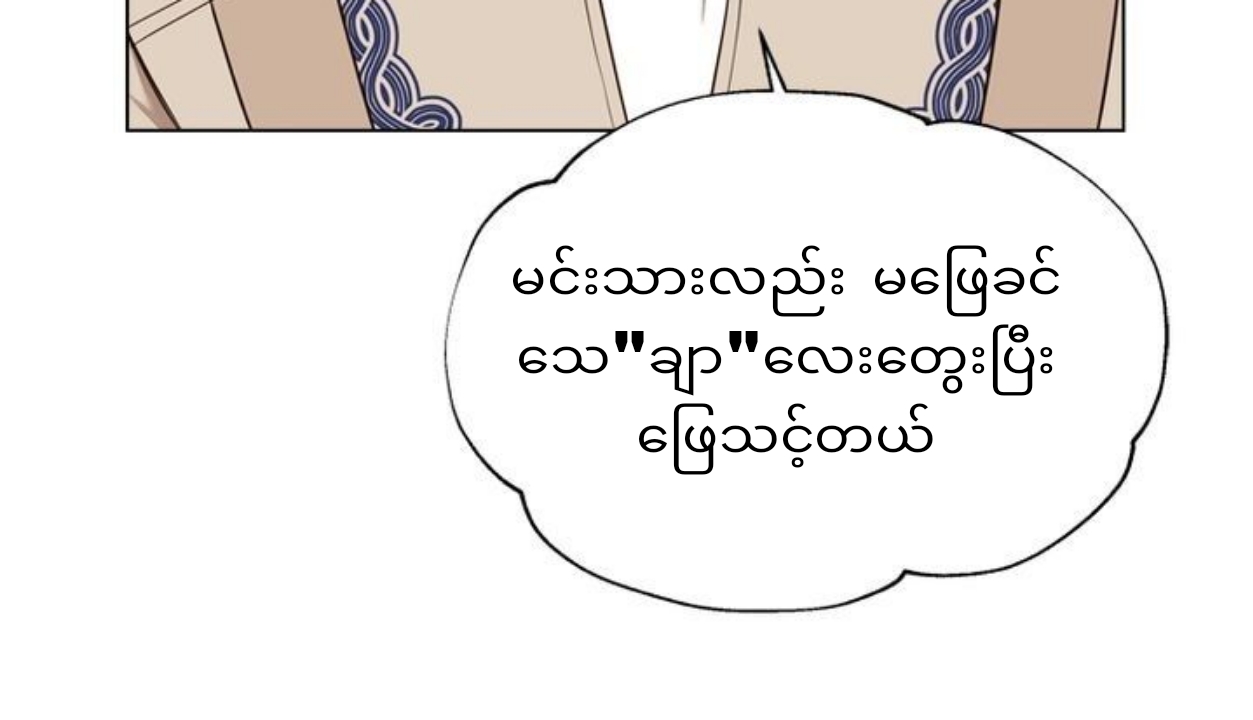 မင်းသားလည်း မဖြေခင်
သေ"ချာ"လေးတွေးပြီး
ဖြေသင့်တယ်